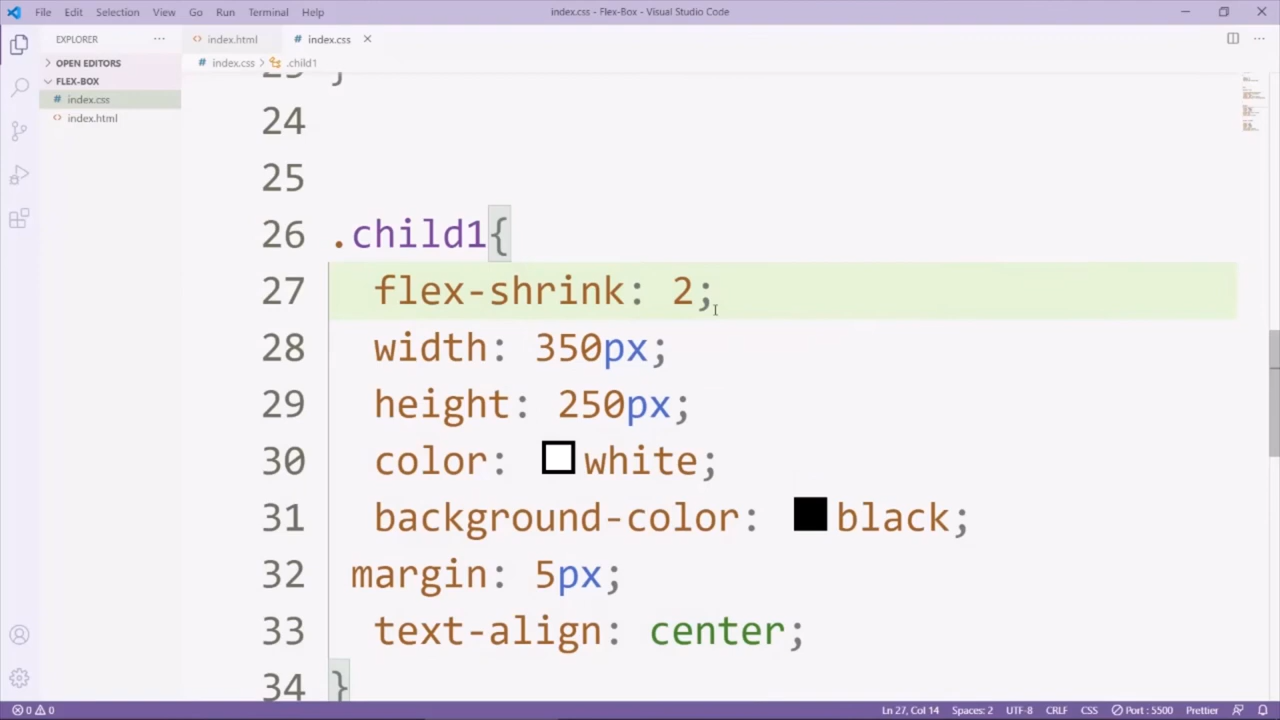 File Edit Selection View Go Run Terminal Help
index.css - Flex-Box - Visual Studio Code
EXPLORER
index.html
index.css
OPEN EDITORS
FLEX-BOX
index.css
index.html
index.css > .child1
23 }
24
25
26 .child1{
27 flex-shrink: 2;
28 width: 350px;
29 height: 250px;
30 color: white;
31 background-color: black;
32 margin: 5px;
33 text-align: center;
34 }
0 0
Ln 27, Col 14 Spaces: 2 UTF-8 CRLF CSS Port : 5500 Prettier